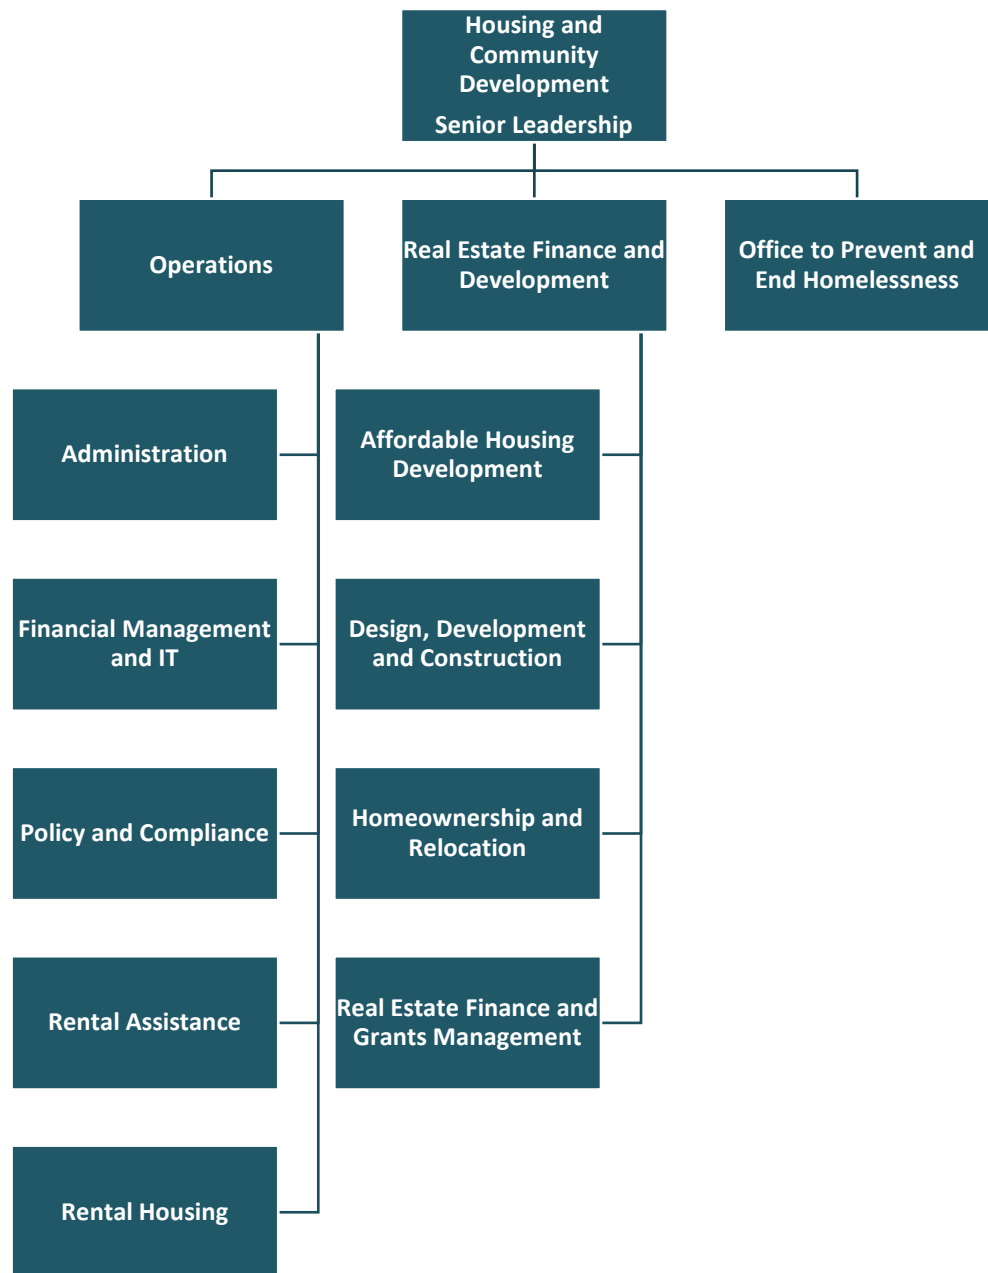 Housing and
Community
Development
Senior Leadership
Operations
Real Estate Finance and
Development
Office to Prevent and
End Homelessness
Administration
Affordable Housing
Development
Financial Management
and IT
Design, Development
and Construction
Policy and Compliance
Homeownership and
Relocation
Rental Assistance
Real Estate Finance and
Grants Management
Rental Housing